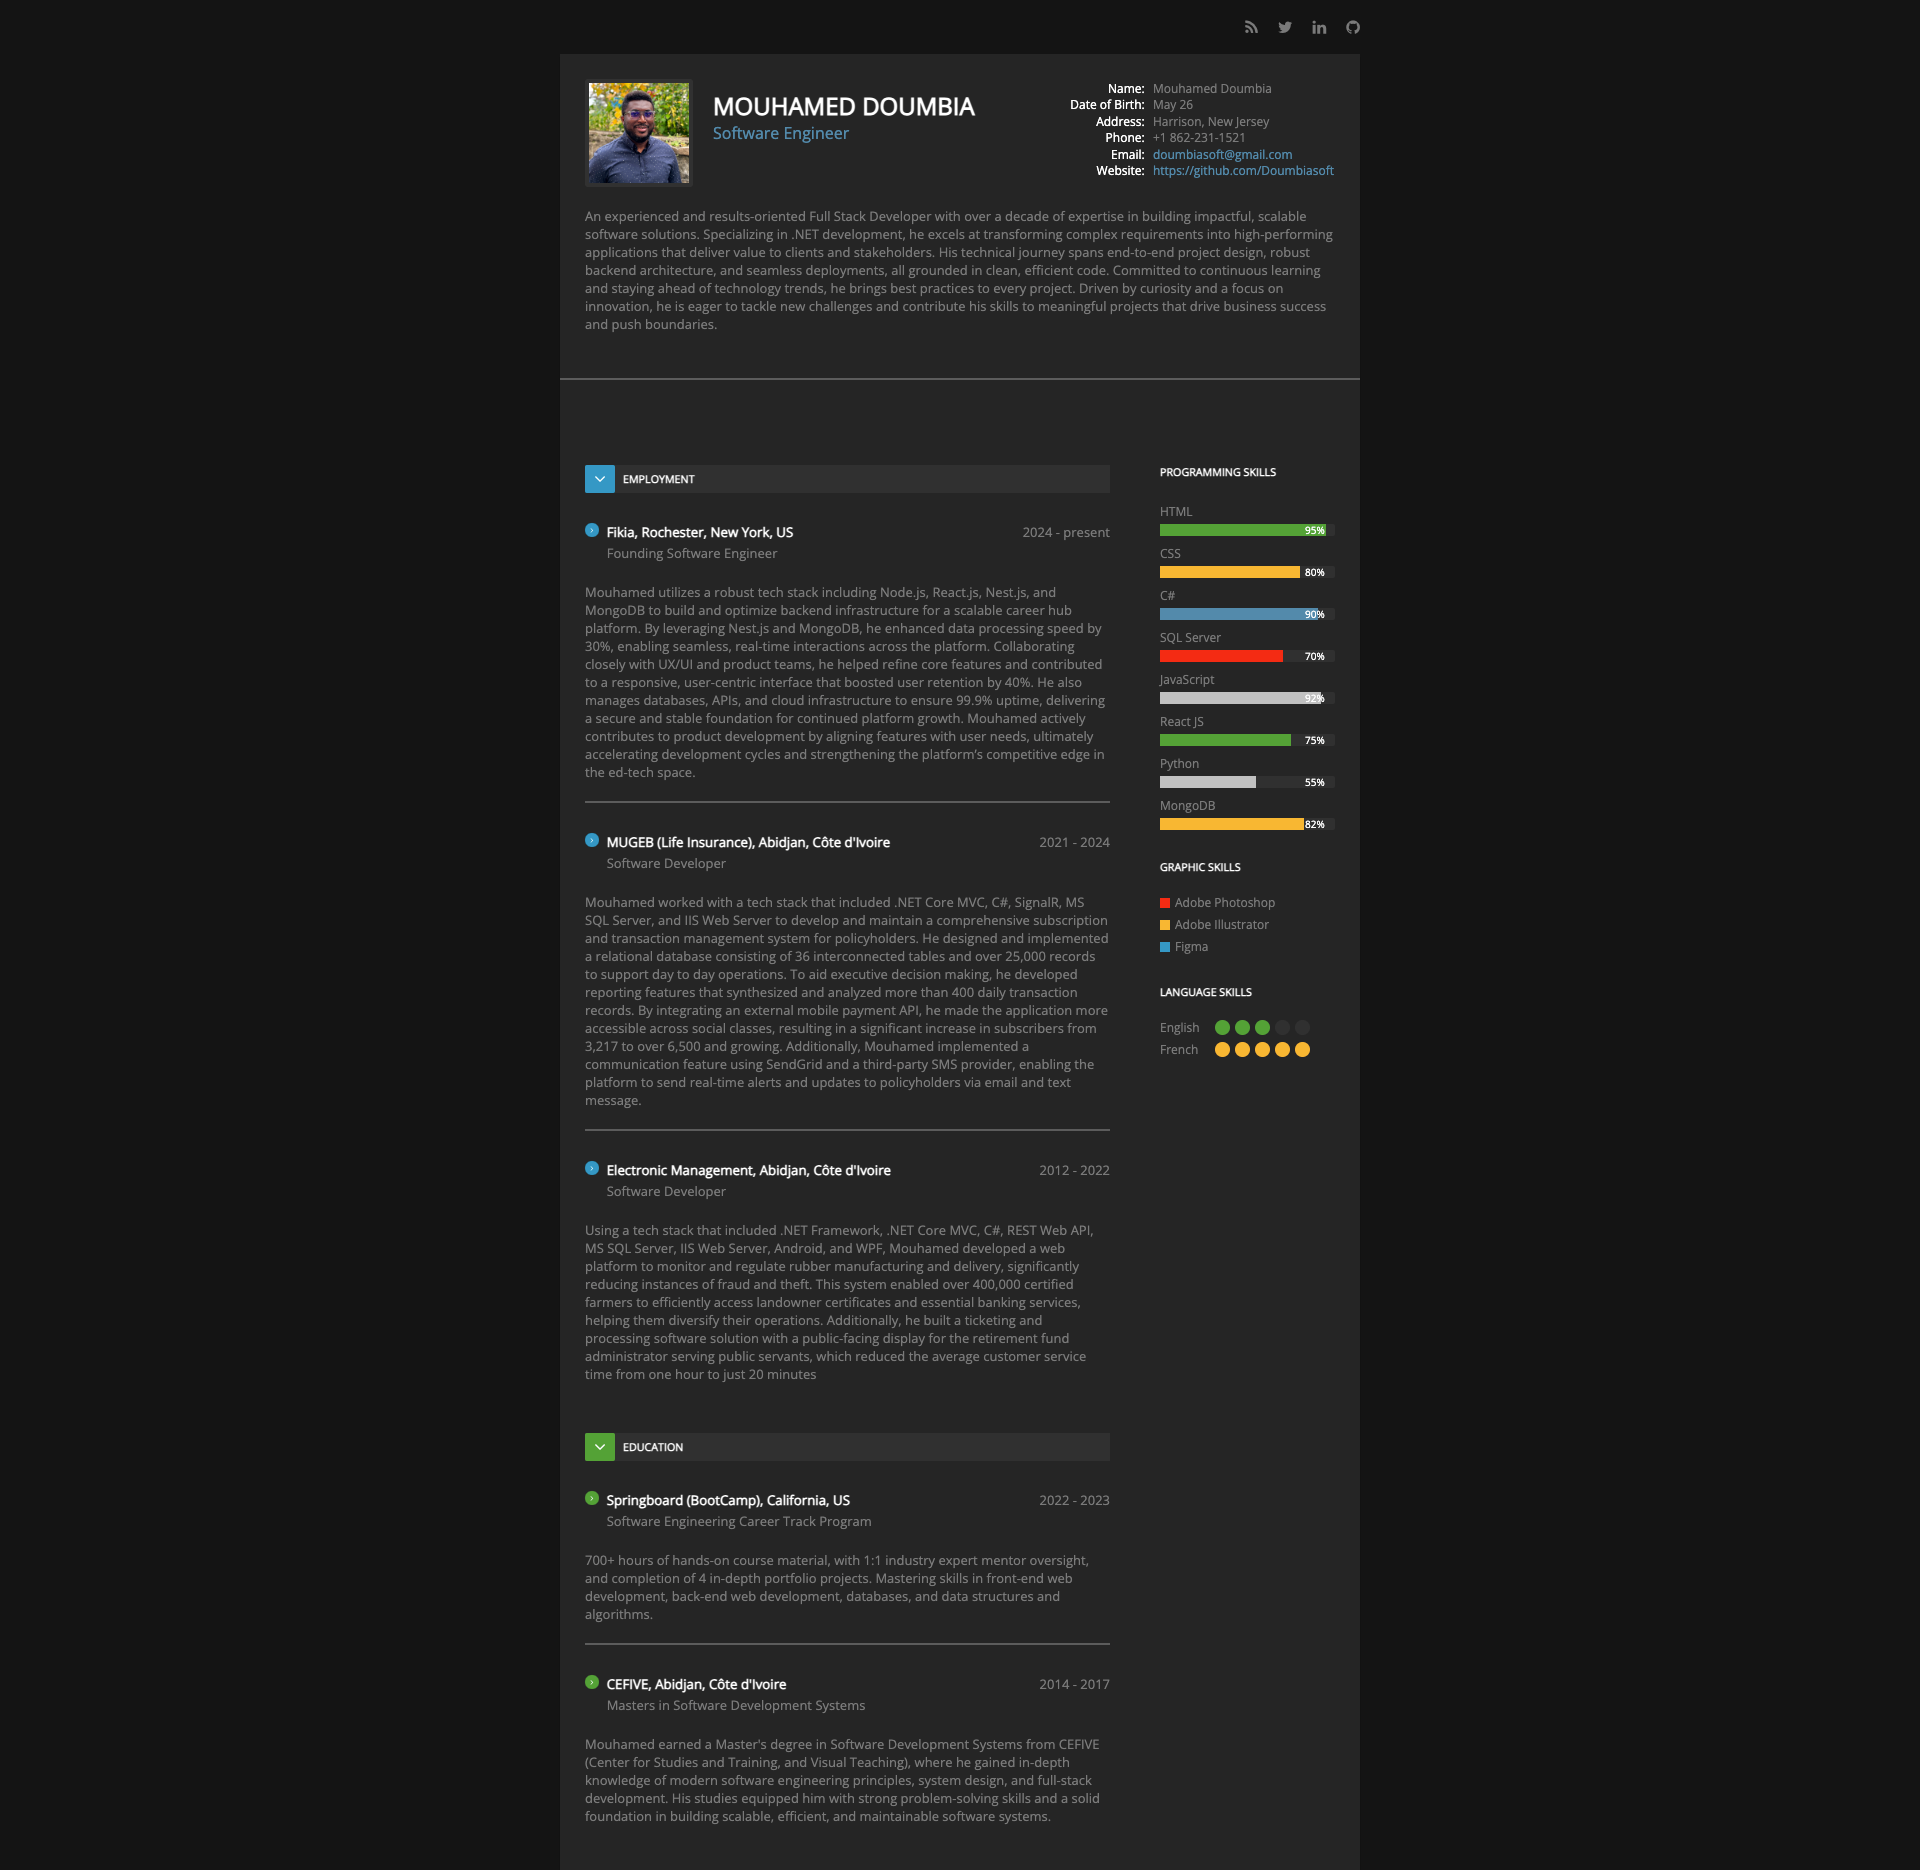 MOUHAMED DOUMBIA
Software Engineer
Name: Mouhamed Doumbia
Date of Birth: May 26
Address: Harrison, New Jersey
Phone: +1 862-231-1521
Email: doumbiasoft@gmail.com
Website: https://github.com/Doumbiasoft
An experienced and results-oriented Full Stack Developer with over a decade of expertise in building impactful, scalable
software solutions. Specializing in .NET development, he excels at transforming complex requirements into high-performing
applications that deliver value to clients and stakeholders. His technical journey spans end-to-end project design, robust
backend architecture, and seamless deployments, all grounded in clean, efficient code. Committed to continuous learning
and staying ahead of technology trends, he brings best practices to every project. Driven by curiosity and a focus on
innovation, he is eager to tackle new challenges and contribute his skills to meaningful projects that drive business success
and push boundaries.
EMPLOYMENT
Fikia, Rochester, New York, US 2024 - present
Founding Software Engineer
Mouhamed utilizes a robust tech stack including Node.js, React.js, Nest.js, and
MongoDB to build and optimize backend infrastructure for a scalable career hub
platform. By leveraging Nest.js and MongoDB, he enhanced data processing speed by
30%, enabling seamless, real-time interactions across the platform. Collaborating
closely with UX/UI and product teams, he helped refine core features and contributed
to a responsive, user-centric interface that boosted user retention by 40%. He also
manages databases, APIs, and cloud infrastructure to ensure 99.9% uptime, delivering
a secure and stable foundation for continued platform growth. Mouhamed actively
contributes to product development by aligning features with user needs, ultimately
accelerating development cycles and strengthening the platform’s competitive edge in
the ed-tech space.
MUGEB (Life Insurance), Abidjan, Côte d'Ivoire 2021 - 2024
Software Developer
Mouhamed worked with a tech stack that included .NET Core MVC, C#, SignalR, MS
SQL Server, and IIS Web Server to develop and maintain a comprehensive subscription
and transaction management system for policyholders. He designed and implemented
a relational database consisting of 36 interconnected tables and over 25,000 records
to support day to day operations. To aid executive decision making, he developed
reporting features that synthesized and analyzed more than 400 daily transaction
records. By integrating an external mobile payment API, he made the application more
accessible across social classes, resulting in a significant increase in subscribers from
3,217 to over 6,500 and growing. Additionally, Mouhamed implemented a
communication feature using SendGrid and a third-party SMS provider, enabling the
platform to send real-time alerts and updates to policyholders via email and text
message.
Electronic Management, Abidjan, Côte d'Ivoire 2012 - 2022
Software Developer
Using a tech stack that included .NET Framework, .NET Core MVC, C#, REST Web API,
MS SQL Server, IIS Web Server, Android, and WPF, Mouhamed developed a web
platform to monitor and regulate rubber manufacturing and delivery, significantly
reducing instances of fraud and theft. This system enabled over 400,000 certified
farmers to efficiently access landowner certificates and essential banking services,
helping them diversify their operations. Additionally, he built a ticketing and
processing software solution with a public-facing display for the retirement fund
administrator serving public servants, which reduced the average customer service
time from one hour to just 20 minutes
EDUCATION
Springboard (BootCamp), California, US 2022 - 2023
Software Engineering Career Track Program
700+ hours of hands-on course material, with 1:1 industry expert mentor oversight,
and completion of 4 in-depth portfolio projects. Mastering skills in front-end web
development, back-end web development, databases, and data structures and
algorithms.
CEFIVE, Abidjan, Côte d'Ivoire 2014 - 2017
Masters in Software Development Systems
Mouhamed earned a Master's degree in Software Development Systems from CEFIVE
(Center for Studies and Training, and Visual Teaching), where he gained in-depth
knowledge of modern software engineering principles, system design, and full-stack
development. His studies equipped him with strong problem-solving skills and a solid
foundation in building scalable, efficient, and maintainable software systems.
PROGRAMMING SKILLS
HTML
95%
CSS
80%
C#
90%
SQL Server
70%
JavaScript
92%
React JS
75%
Python
55%
MongoDB
82%
GRAPHIC SKILLS
Adobe Photoshop
Adobe Illustrator
Figma
LANGUAGE SKILLS
English
French